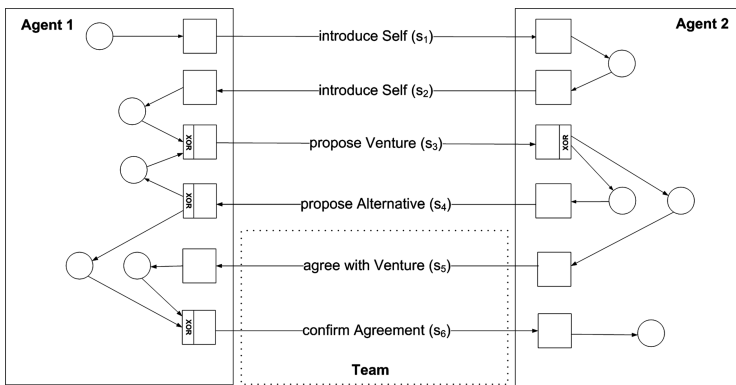 Agent 1
Agent 2
introduce Self (s1)
introduce Self (s2)
XOR
propose Venture (s3)
XOR
XOR
propose Alternative (s4)
agree with Venture (s5)
XOR
confirm Agreement (s6)
Team